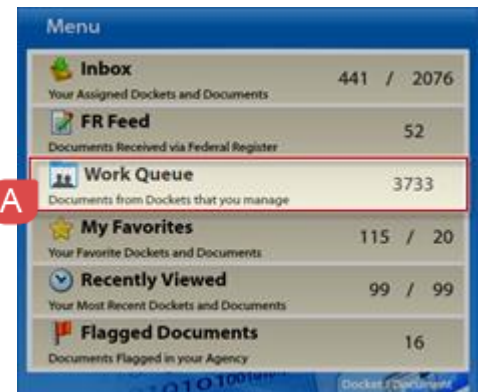 Menu
Inbox 441 / 2076
Your Assigned Dockets and Documents
FR Feed 52
Documents Received via Federal Register
A
Work Queue 3733
Documents from Dockets that you manage
My Favorites 115 / 20
Your Favorite Dockets and Documents
Recently Viewed 99 / 99
Your Most Recent Dockets and Documents
Flagged Documents 16
Documents Flagged in your Agency
Docket / Document